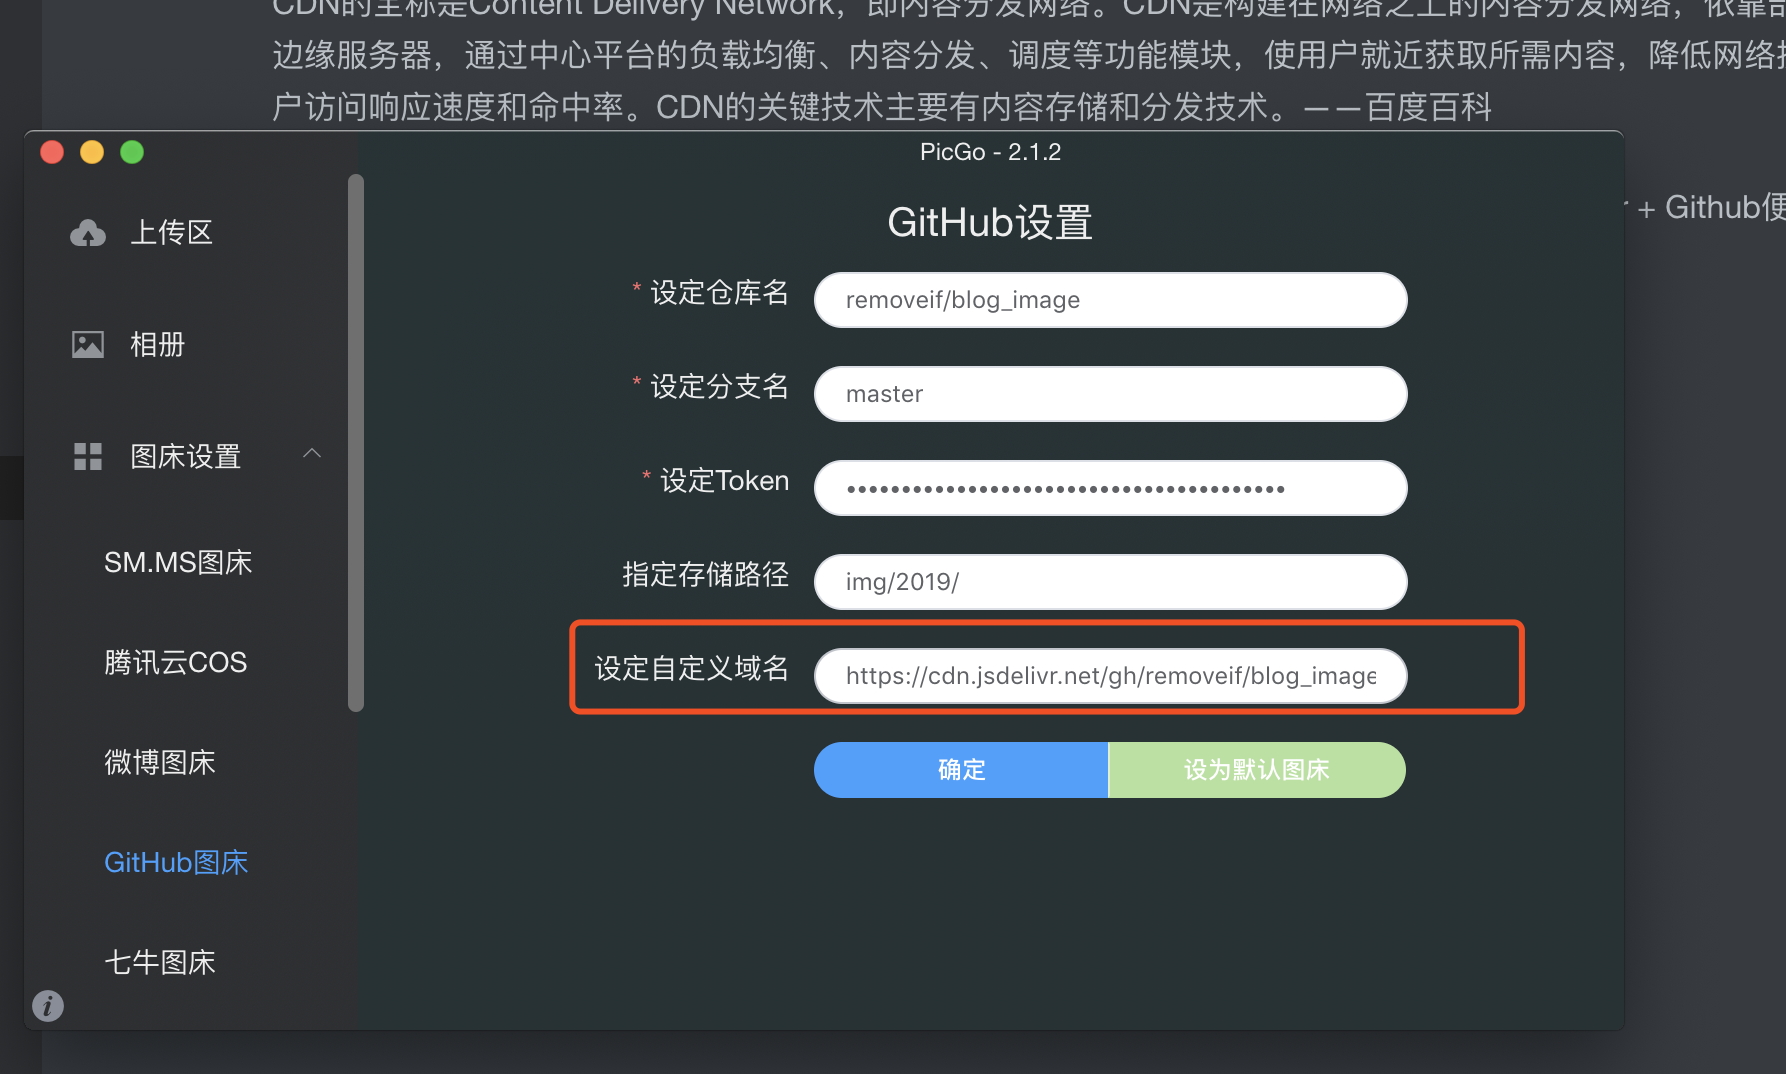 CDN的全称是Content Delivery Network，即内容分发网络。CDN是构建在网络之上的内容分发网络，依靠部
边缘服务器，通过中心平台的负载均衡、内容分发、调度等功能模块，使用户就近获取所需内容，降低网络
户访问响应速度和命中率。CDN的关键技术主要有内容存储和分发技术。——百度百科
PicGo - 2.1.2
+ Github便
GitHub设置
上传区
相册
图床设置
SM.MS图床
腾讯云COS
微博图床
GitHub图床
七牛图床
* 设定仓库名 removeif/blog_image
* 设定分支名 master
* 设定Token ••••••••••••••••••••••••••••••••••••••••
指定存储路径 img/2019/
设定自定义域名 https://cdn.jsdelivr.net/gh/removeif/blog_image
确定 设为默认图床